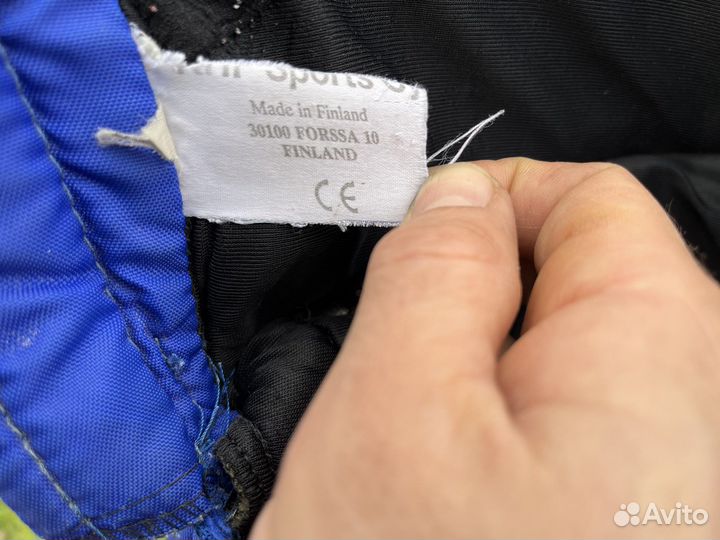 Sports
Made in Finland
30100 FORSSA 10
FINLAND
CE
Avito